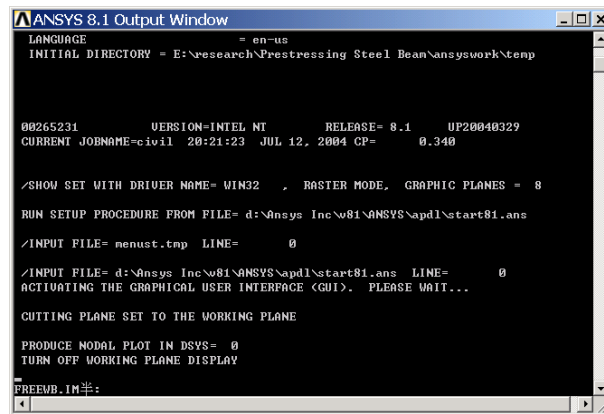 ANSYS 8.1 Output Window
LANGUAGE = en-us
INITIAL DIRECTORY = E:\research\Prestressing Steel Beam\ansyswork\temp
00265231 VERSION=INTEL NT RELEASE= 8.1 UP20040329
CURRENT JOBNAME=civil 20:21:23 JUL 12, 2004 CP= 0.340
/SHOW SET WITH DRIVER NAME= WIN32 , RASTER MODE, GRAPHIC PLANES = 8
RUN SETUP PROCEDURE FROM FILE= d:\Ansys Inc\v81\ANSYS\apdl\start81.ans
/INPUT FILE= menust.tmp LINE= 0
/INPUT FILE= d:\Ansys Inc\v81\ANSYS\apdl\start81.ans LINE= 0
ACTIVATING THE GRAPHICAL USER INTERFACE (GUI). PLEASE WAIT...
CUTTING PLANE SET TO THE WORKING PLANE
PRODUCE NODAL PLOT IN DSYS= 0
TURN OFF WORKING PLANE DISPLAY
FREEWB.IM半: